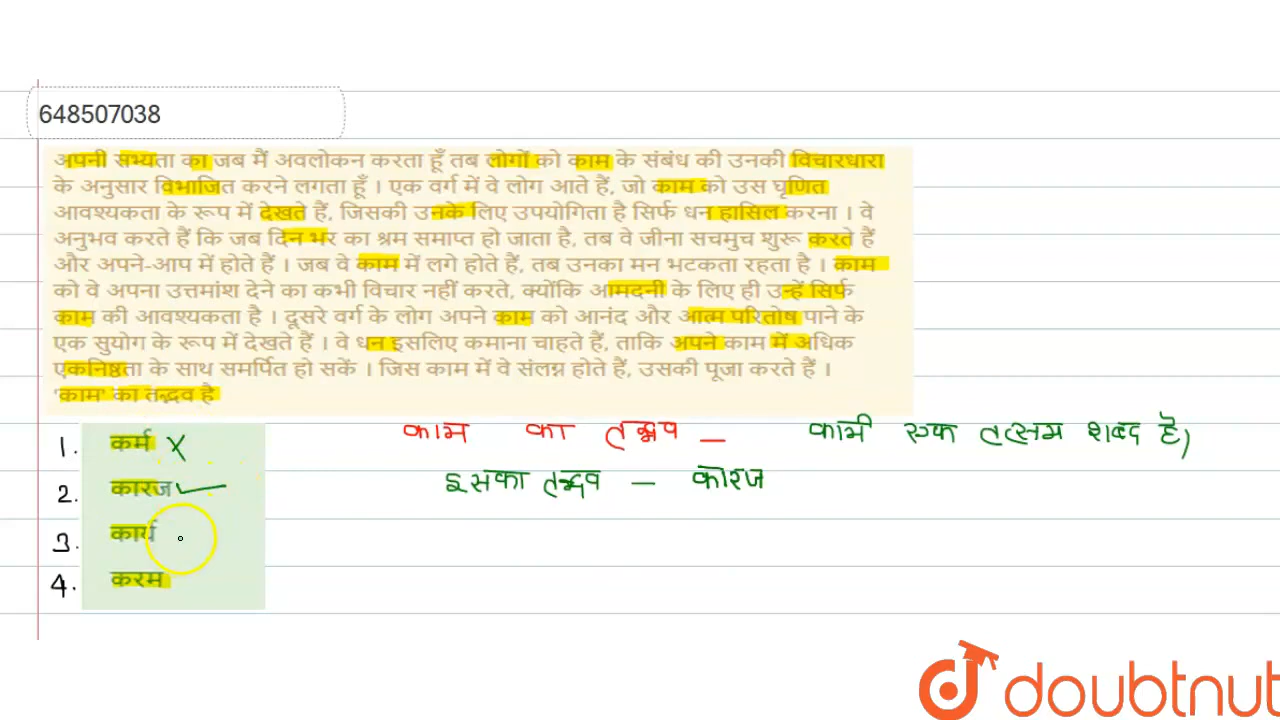 648507038
अपनी सभ्यता का जब मैं अवलोकन करता हूँ तब लोगों को काम के संबंध की उनकी विचारधारा
के अनुसार विभाजित करने लगता हूँ । एक वर्ग में वे लोग आते हैं, जो काम को उस घृणित
आवश्यकता के रूप में देखते हैं, जिसकी उनके लिए उपयोगिता है सिर्फ धन हासिल करना । वे
अनुभव करते हैं कि जब दिन भर का श्रम समाप्त हो जाता है, तब वे जीना सचमुच शुरू करते हैं
और अपने-आप में होते हैं । जब वे काम में लगे होते हैं, तब उनका मन भटकता रहता है । काम
को वे अपना उत्तमांश देने का कभी विचार नहीं करते, क्योंकि आमदनी के लिए ही उन्हें सिर्फ
काम की आवश्यकता है । दूसरे वर्ग के लोग अपने काम को आनंद और आत्म परितोष पाने के
एक सुयोग के रूप में देखते हैं । वे धन इसलिए कमाना चाहते हैं, ताकि अपने काम में अधिक
एकनिष्ठता के साथ समर्पित हो सकें । जिस काम में वे संलग्न होते हैं, उसकी पूजा करते हैं ।
'काम' का तद्भव है
1. कर्म X
काम का तद्भव – कार्म एक तत्सम शब्द है,
2. कारज
इसका तद्भव – कारज
3. कार्य
4. करम
doubtnut